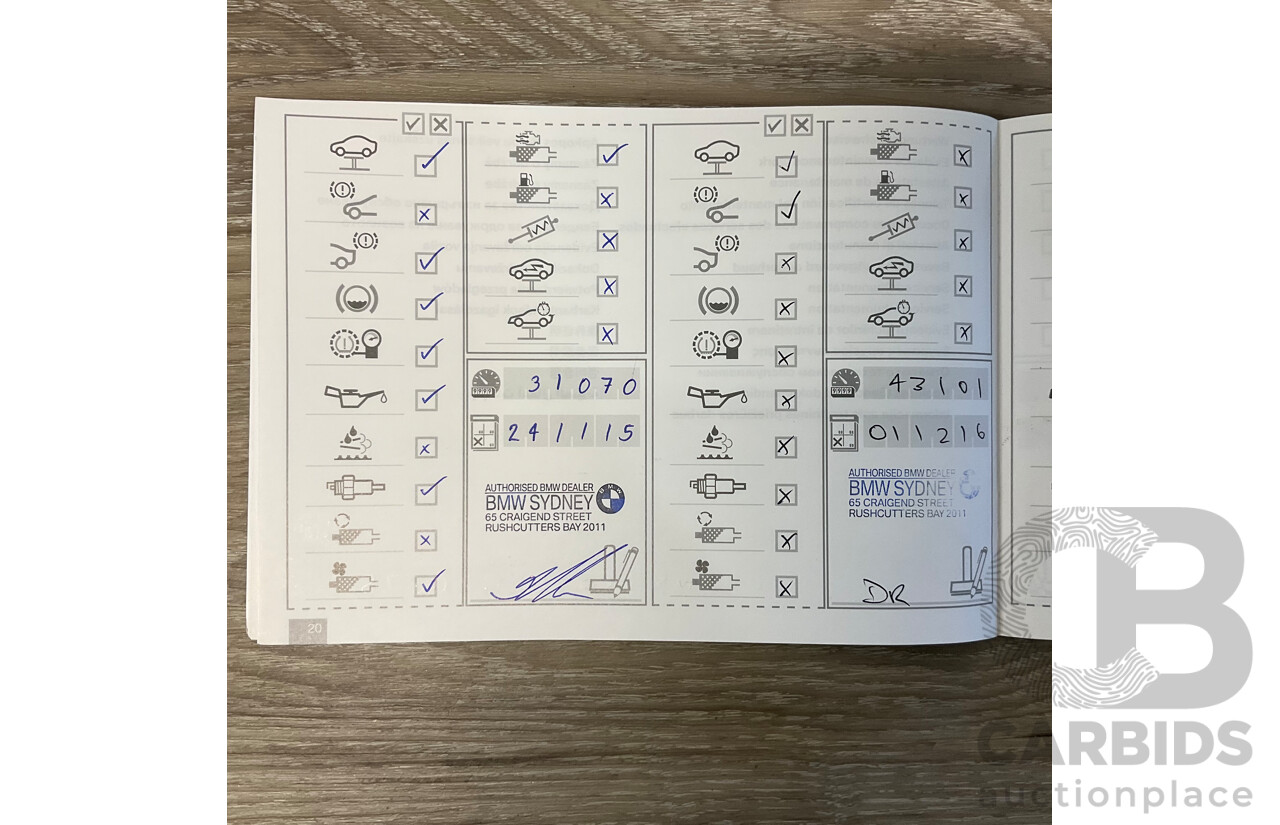 31070
241115
AUTHORISED BMW DEALER
BMW SYDNEY
65 CRAIGEND STREET
RUSHCUTTERS BAY 2011
43101
011216
AUTHORISED BMW DEALER
BMW SYDNEY
65 CRAIGEND STREET
RUSHCUTTERS BAY 2011
DR
20
CB
CARBIDS
auctionplace